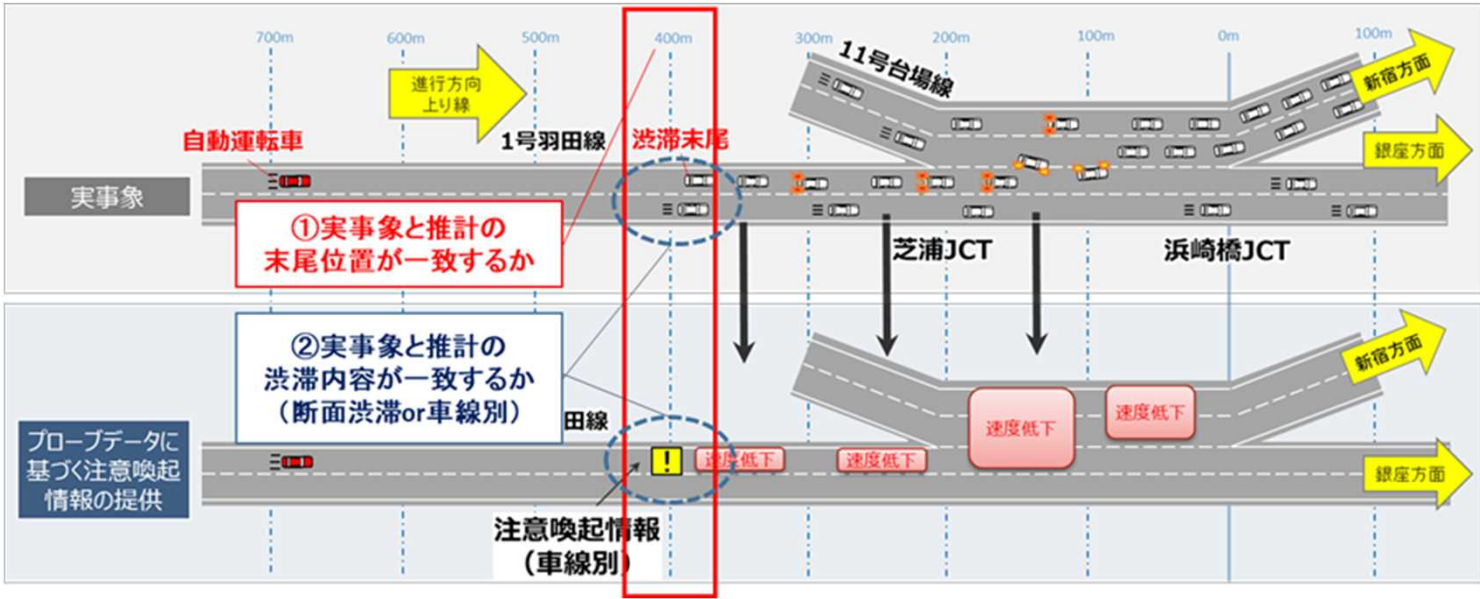 700m
600m
500m
400m
300m
200m
100m
0m
100m
進行方向
上り線
11号台場線
新宿方面
自動運転車
1号羽田線
渋滞末尾
銀座方面
実事象
①実事象と推計の
末尾位置が一致するか
芝浦JCT
浜崎橋JCT
②実事象と推計の
渋滞内容が一致するか
（断面渋滞or車線別）
新宿方面
田線
速度低下
速度低下
プローブデータに
基づく注意喚起
情報の提供
!
速度低下
速度低下
銀座方面
注意喚起情報
（車線別）